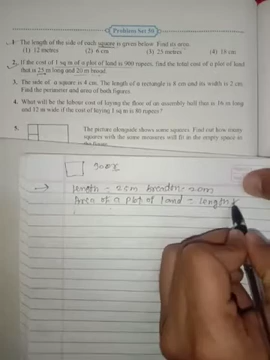 Problem Set 50
1. The length of the side of each square is given below. Find its area.
(1) 12 metres (2) 6 cm (3) 25 metres (4) 18 cm
2. If the cost of 1 sq m of a plot of land is 900 rupees, find the total cost of a plot of land
that is 25 m long and 20 m broad.
3. The side of a square is 4 cm. The length of a rectangle is 8 cm and its width is 2 cm.
Find the perimeter and area of both figures.
4. What will be the labour cost of laying the floor of an assembly hall that is 16 m long
and 12 m wide if the cost of laying 1 sq m is 80 rupees?
5. The picture alongside shows some squares. Find out how many
squares with the same measures will fit in the empty space in
the figure.
Area of a plot of land = length x